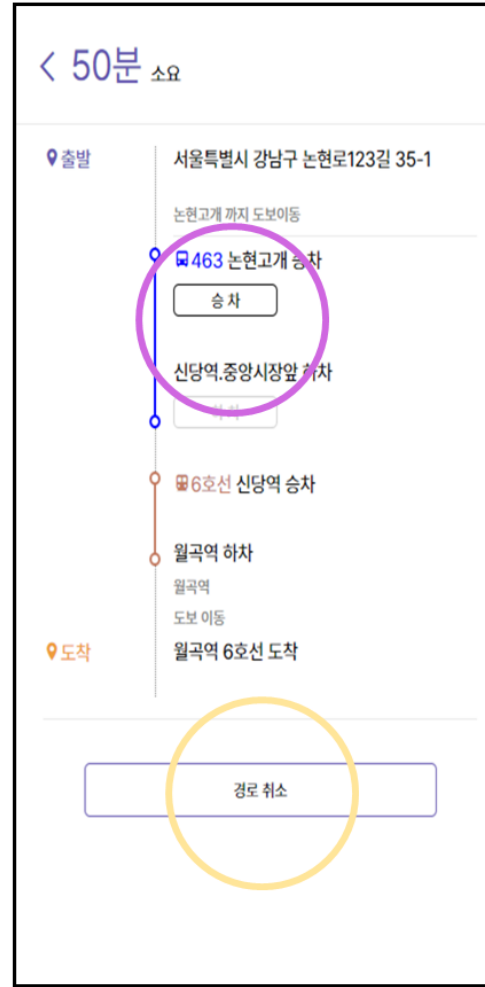 50분 소요
출발
서울특별시 강남구 논현로123길 35-1
논현고개 까지 도보이동
463 논현고개 승차
승 차
신당역.중앙시장앞 하차
하 차
6호선 신당역 승차
월곡역 하차
월곡역
도보 이동
도착
월곡역 6호선 도착
경로 취소